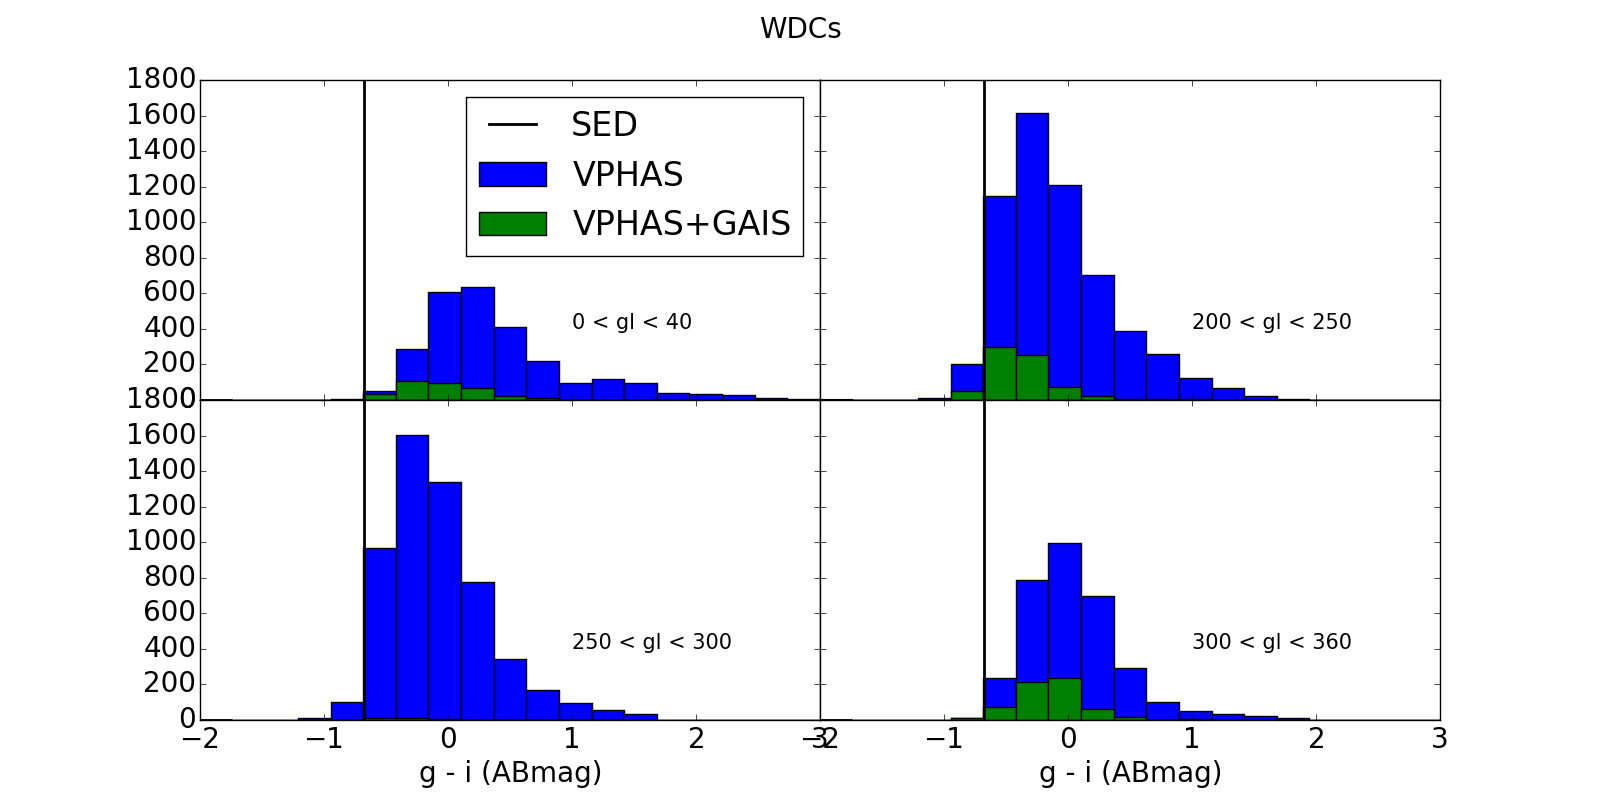 WDCs
1800
1600
1400
1200
1000
800
600
400
200
SED
VPHAS
VPHAS+GAIS
0 < gl < 40
200 < gl < 250
1800
1600
1400
1200
1000
800
600
400
200
0
250 < gl < 300
300 < gl < 360
−2 −1 0 1 2 3
−2 −1 0 1 2 3
g - i (ABmag)
g - i (ABmag)